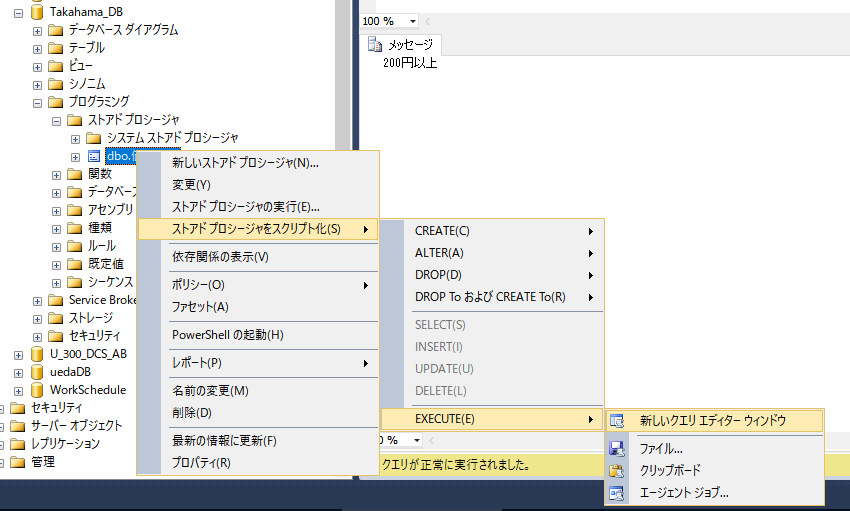 Takahama_DB
データベース ダイアグラム
テーブル
ビュー
シノニム
プログラミング
ストアド プロシージャ
システム ストアド プロシージャ
dbo.
関数
データベース
アセンブリ
種類
ルール
既定値
シーケンス
Service Broke
ストレージ
セキュリティ
U_300_DCS_AB
uedaDB
WorkSchedule
セキュリティ
サーバー オブジェクト
レプリケーション
管理
100 %
メッセージ
200円以上
新しいストアド プロシージャ(N)...
変更(Y)
ストアド プロシージャの実行(E)...
ストアド プロシージャをスクリプト化(S)
依存関係の表示(V)
ポリシー(O)
ファセット(A)
PowerShell の起動(H)
レポート(P)
名前の変更(M)
削除(D)
最新の情報に更新(F)
プロパティ(R)
CREATE(C)
ALTER(A)
DROP(D)
DROP To および CREATE To(R)
SELECT(S)
INSERT(I)
UPDATE(U)
DELETE(L)
EXECUTE(E)
新しいクエリ エディター ウィンドウ
ファイル...
クリップボード
エージェント ジョブ...
0 %
クエリが正常に実行されました。